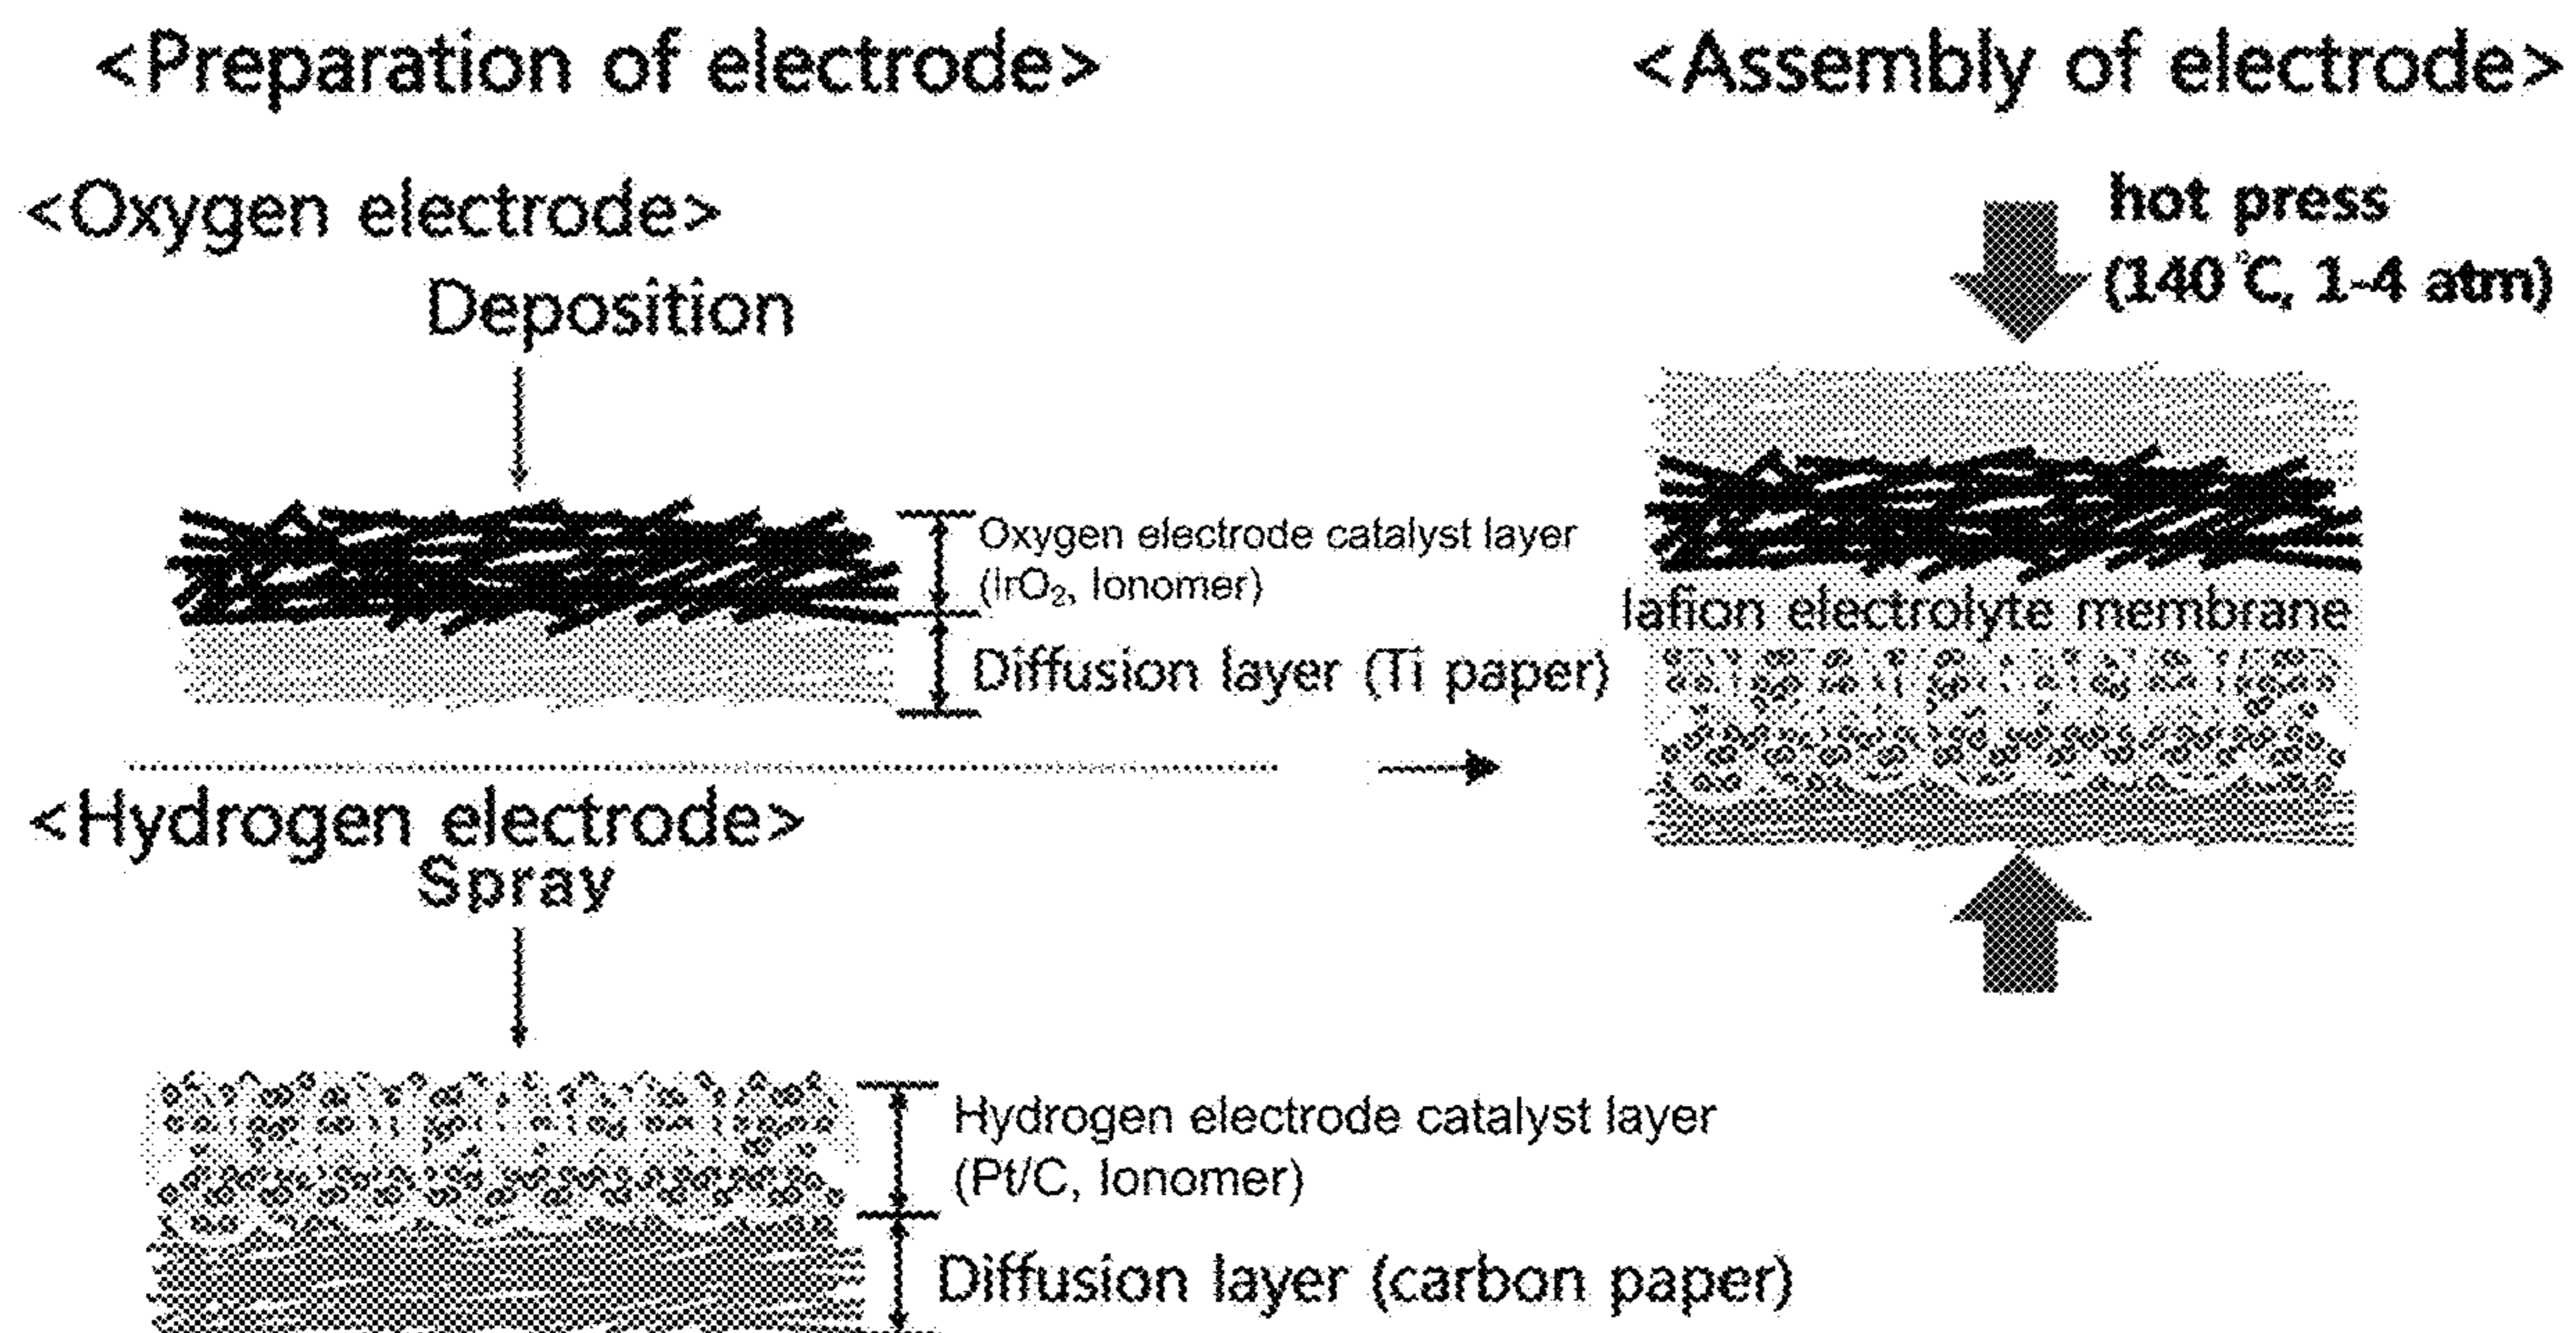 <Preparation of electrode>
<Oxygen electrode>
Deposition
Oxygen electrode catalyst layer
(IrO₂, Ionomer)
Diffusion layer (Ti paper)
<Hydrogen electrode>
Spray
Hydrogen electrode catalyst layer
(Pt/C, Ionomer)
Diffusion layer (carbon paper)
<Assembly of electrode>
hot press
(140℃, 1-4 atm)
lafion electrolyte membrane